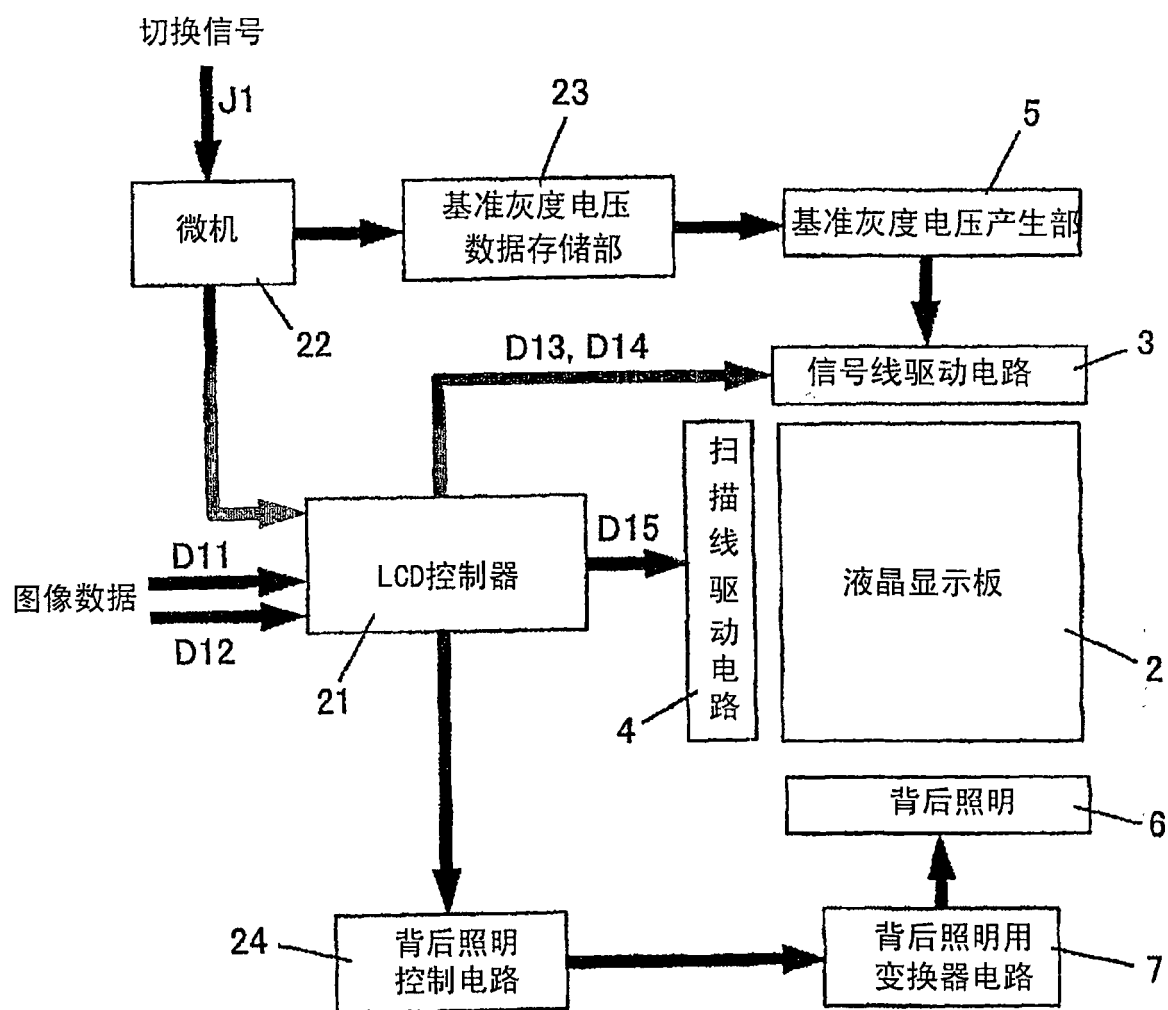 切换信号
J1
23
5
微机
基准灰度电压
数据存储部
基准灰度电压产生部
22
D13, D14
3
信号线驱动电路
扫描线驱动电路
4
D15
D11
图像数据
D12
LCD控制器
21
液晶显示板
2
背后照明
6
24
背后照明
控制电路
背后照明用
变换器电路
7